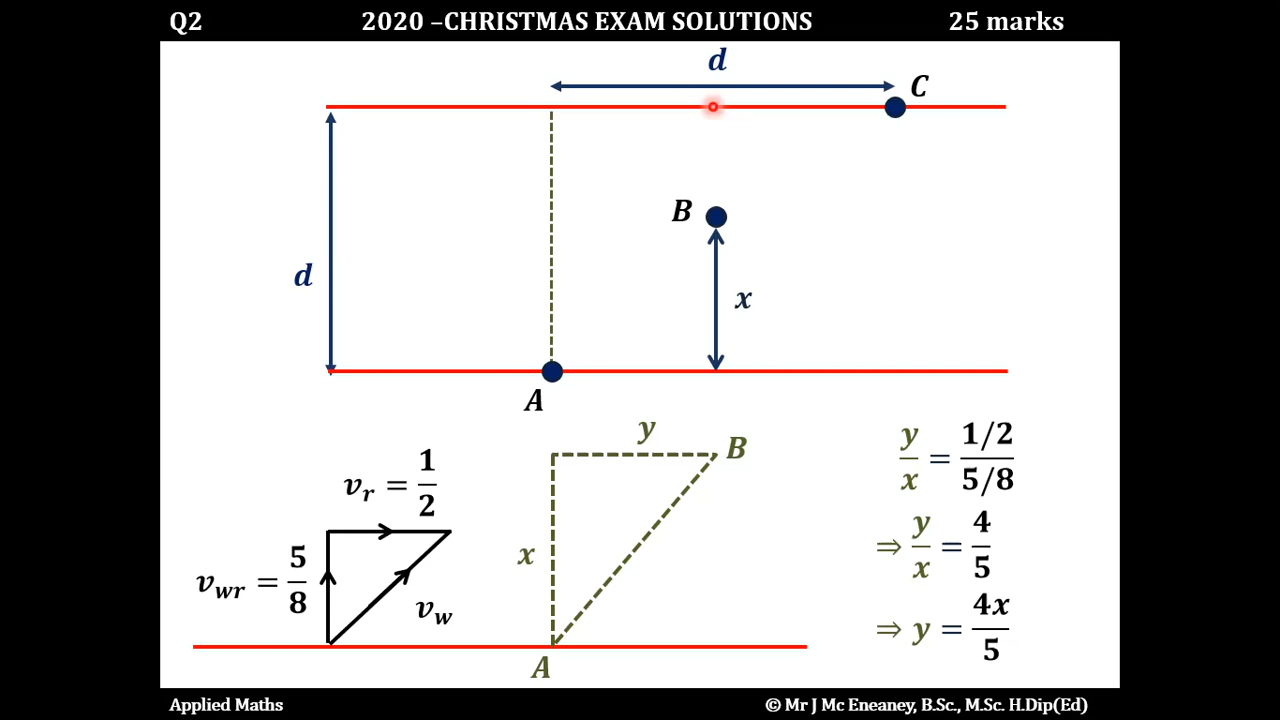 Q2 2020 –CHRISTMAS EXAM SOLUTIONS 25 marks
d
C
B
d
x
A
y
B
y/x = 1/2 / 5/8
v_r = 1/2
⇒ y/x = 4/5
x
v_wr = 5/8
v_w
⇒ y = 4x/5
A
Applied Maths © Mr J Mc Eneaney, B.Sc., M.Sc. H.Dip(Ed)